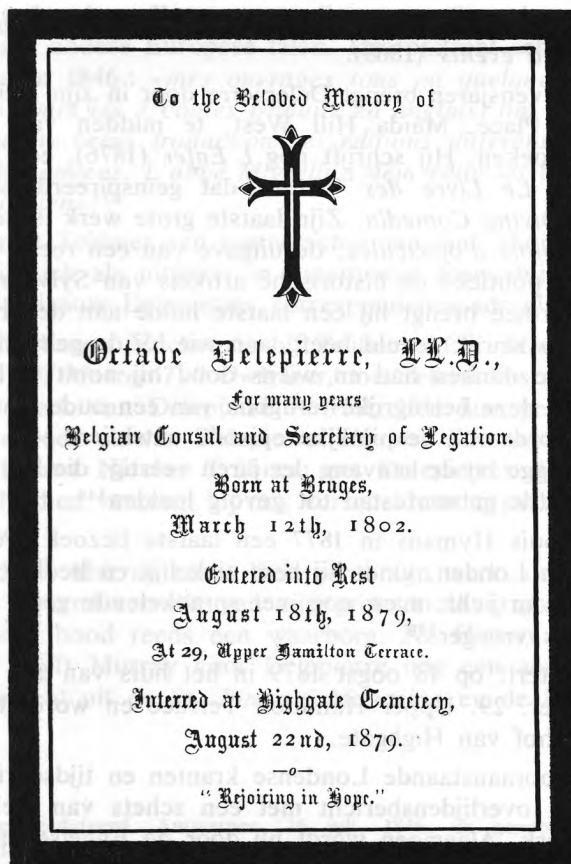 To the Beloved Memory of
Octave Delepierre, LL.D.,
For many years
Belgian Consul and Secretary of Legation.
Born at Bruges,
March 12th, 1802.
Entered into Rest
August 18th, 1879,
At 29, Upper Hamilton Terrace.
Interred at Highgate Cemetery,
August 22nd, 1879.
—o—
"Rejoicing in Hope."